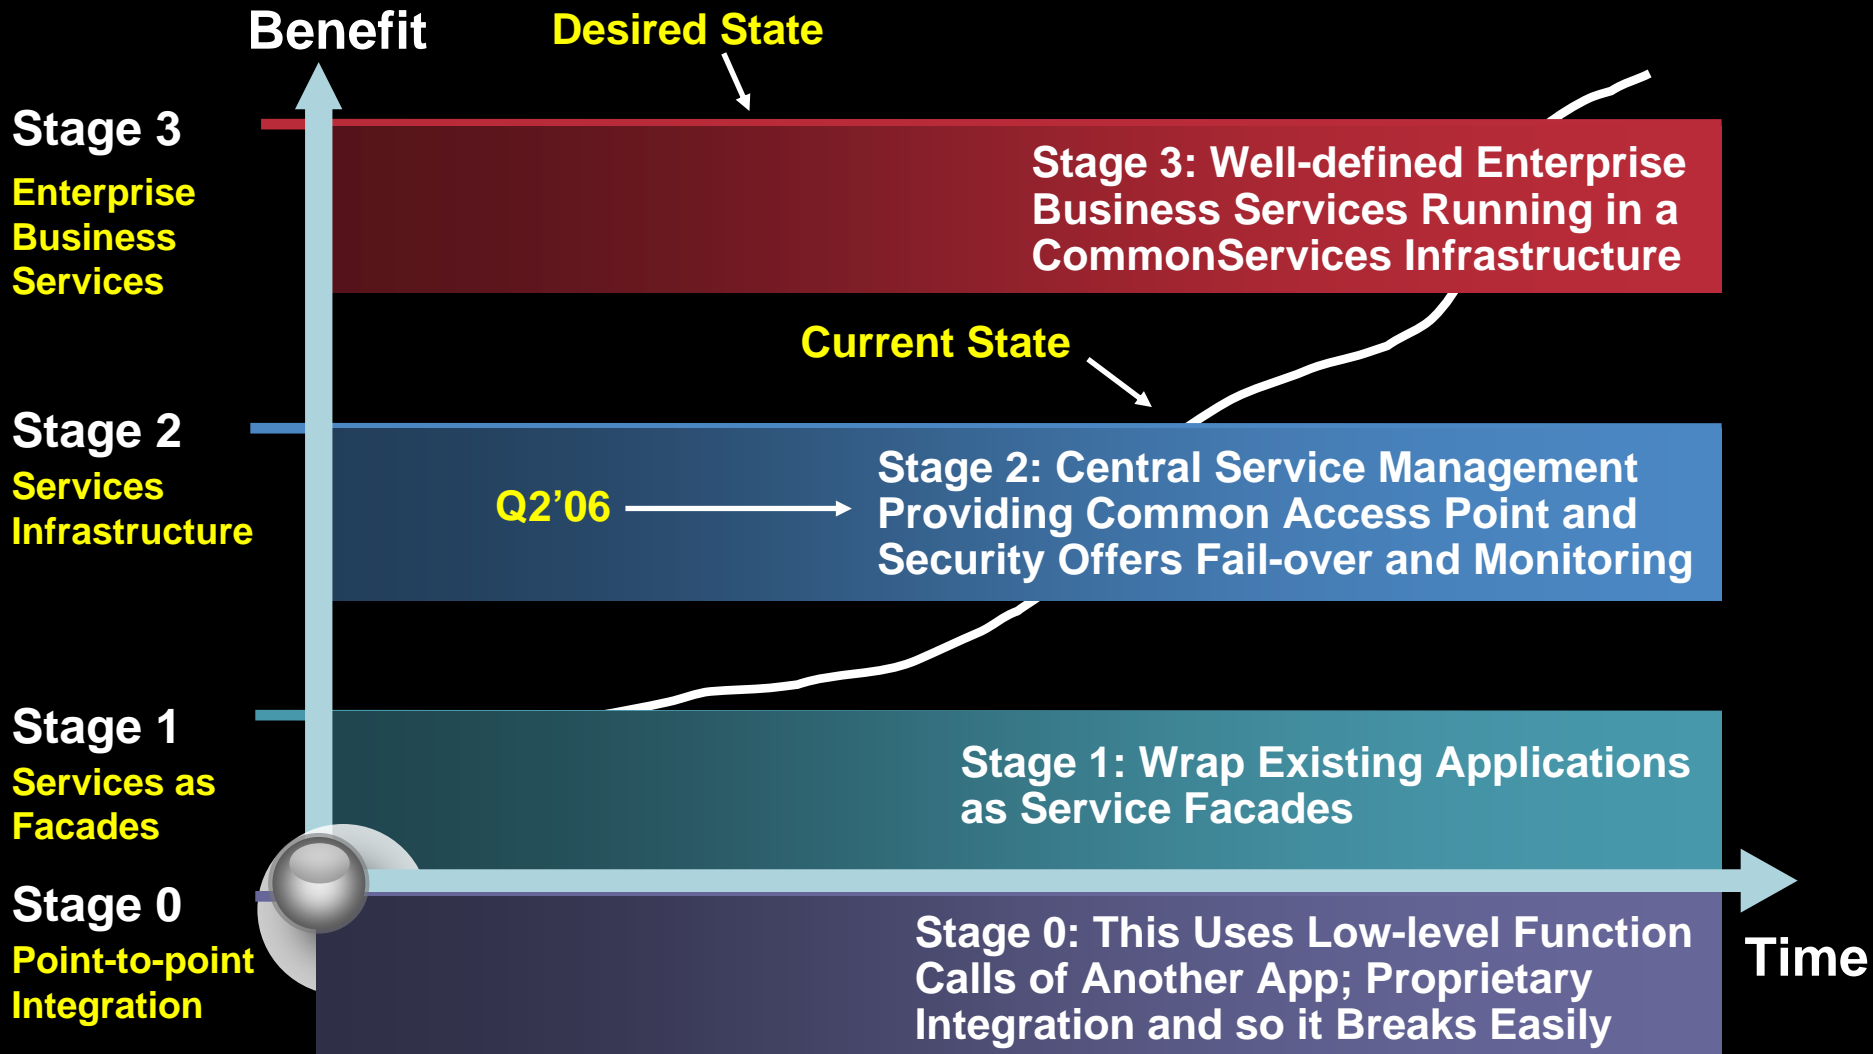 Benefit
Desired State
Stage 3
Enterprise
Business
Services
Stage 3: Well-defined Enterprise
Business Services Running in a
CommonServices Infrastructure
Current State
Stage 2
Services
Infrastructure
Q2’06
Stage 2: Central Service Management
Providing Common Access Point and
Security Offers Fail-over and Monitoring
Stage 1
Services as
Facades
Stage 1: Wrap Existing Applications
as Service Facades
Stage 0
Point-to-point
Integration
Stage 0: This Uses Low-level Function
Calls of Another App; Proprietary
Integration and so it Breaks Easily
Time